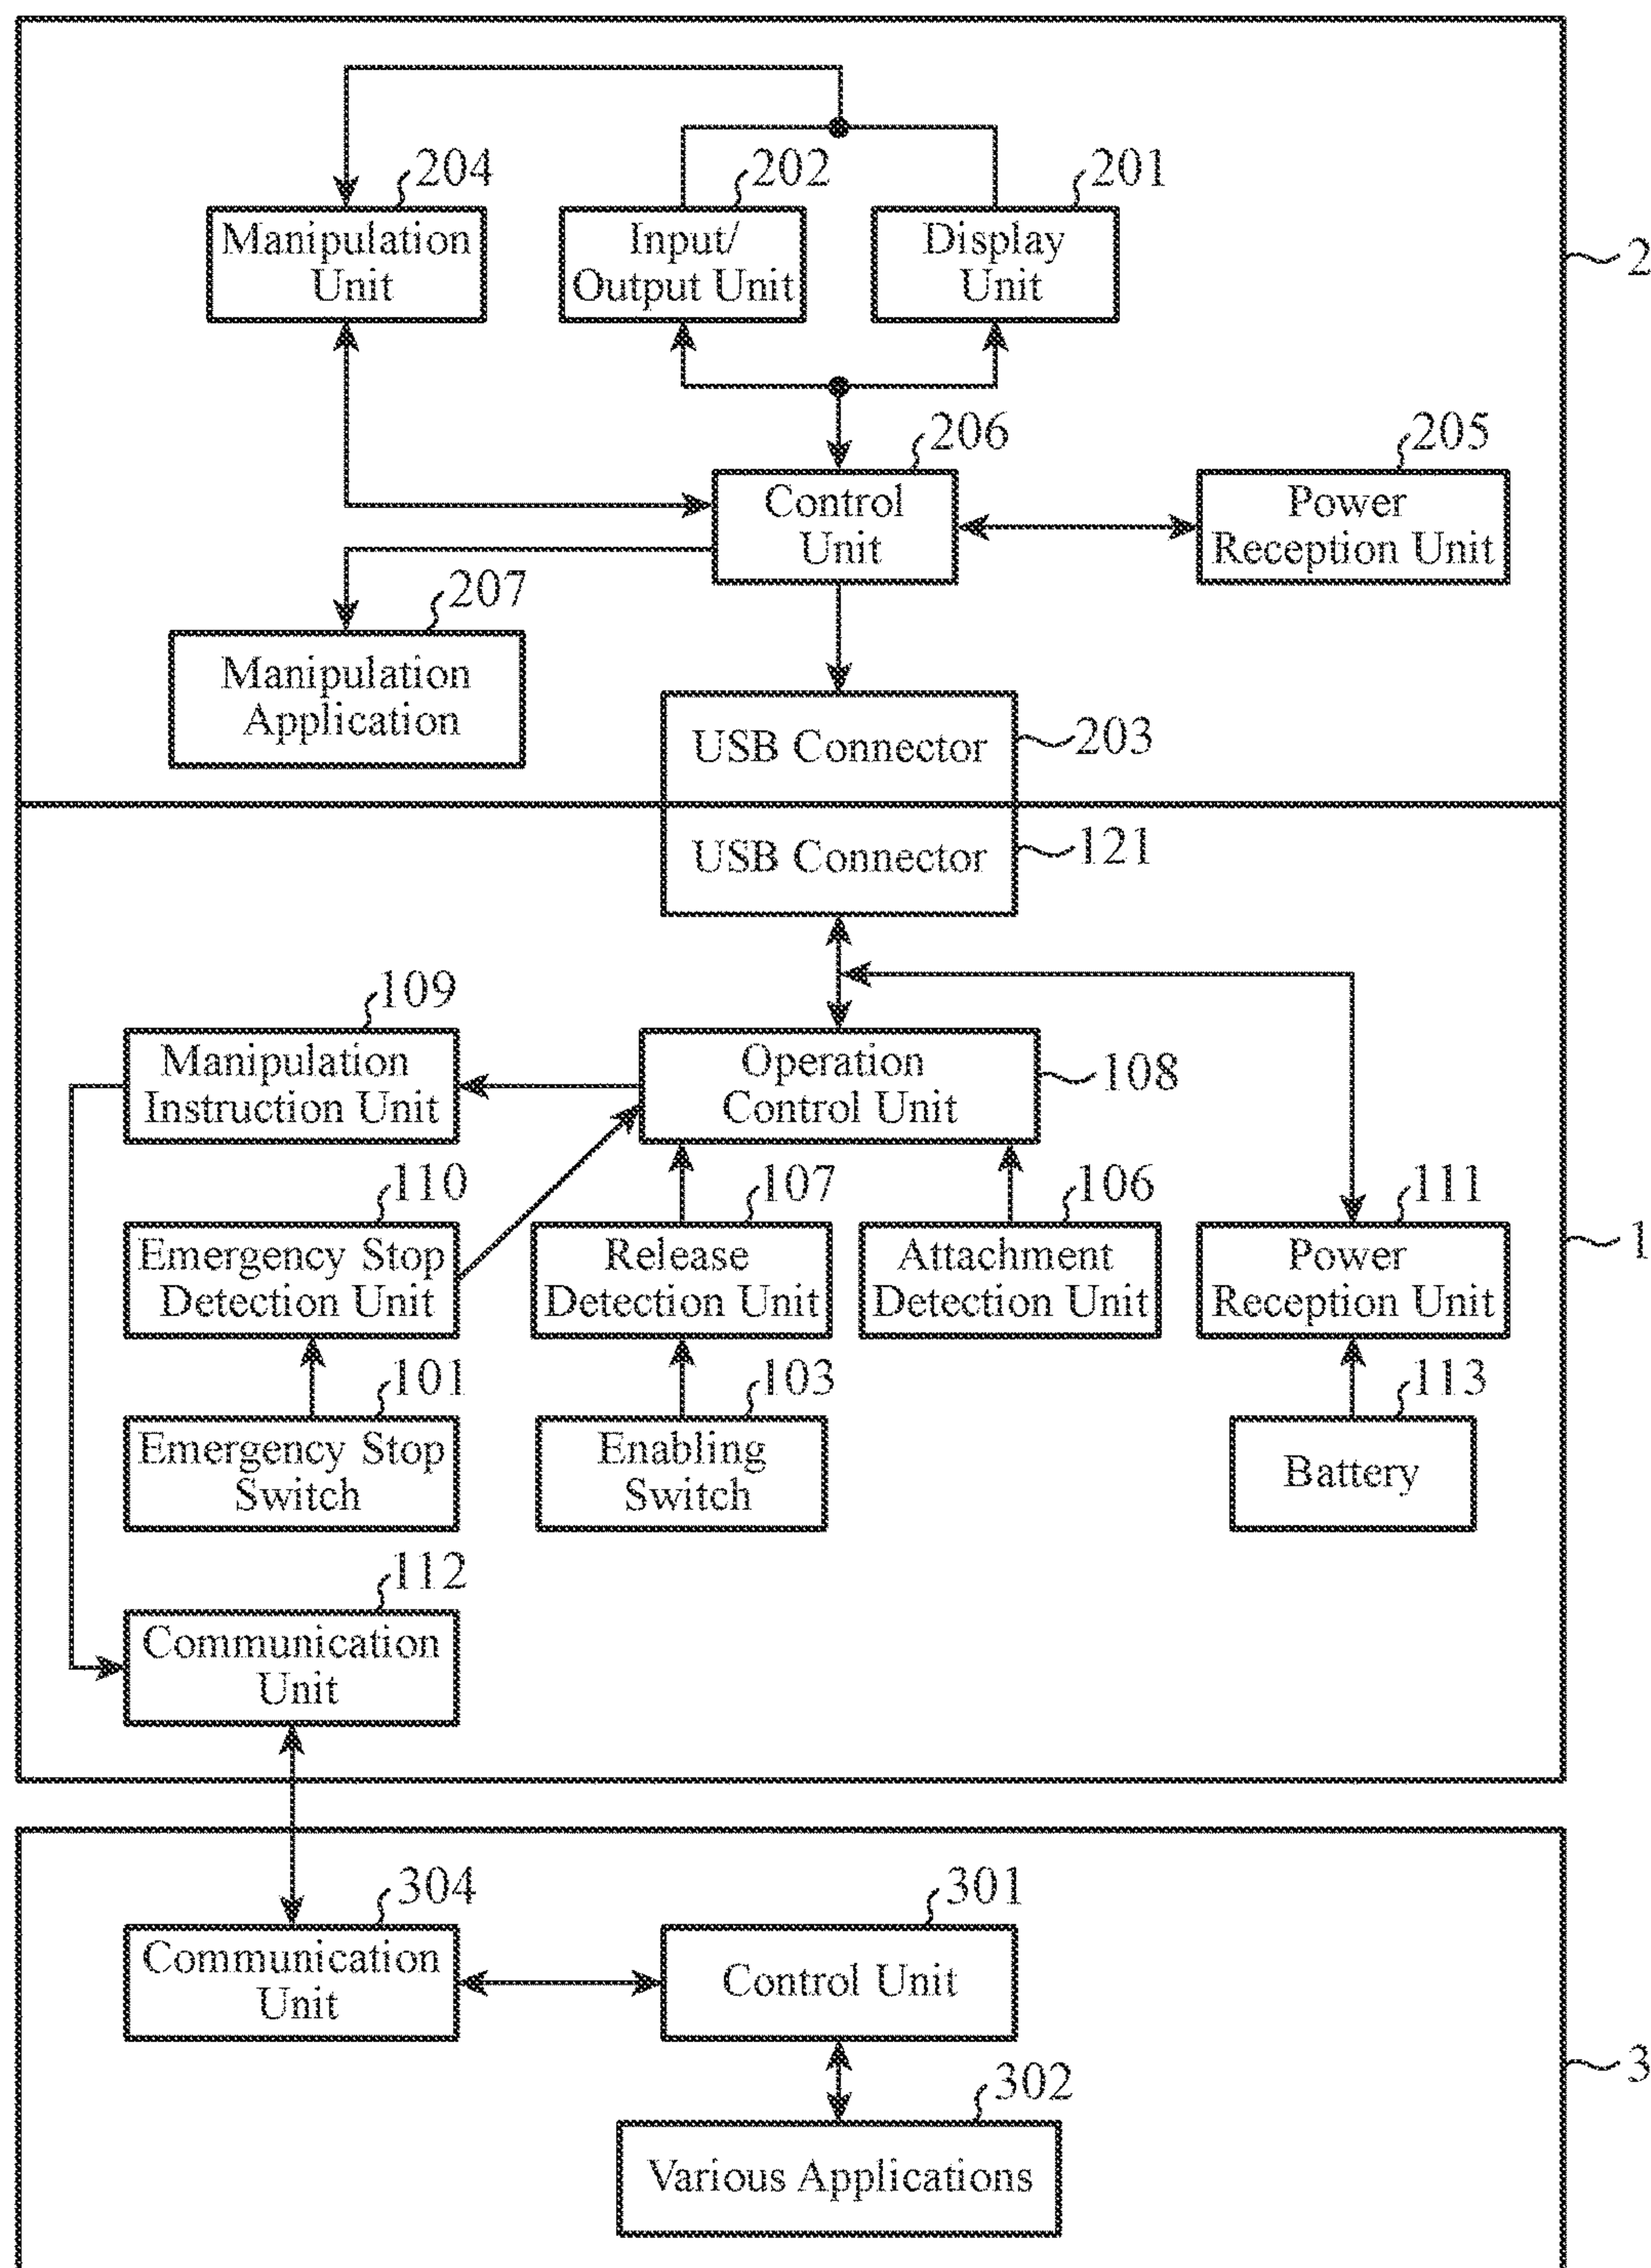 204
202
201
Manipulation
Unit
Input/
Output Unit
Display
Unit
2
206
205
Control
Unit
Power
Reception Unit
207
Manipulation
Application
USB Connector
203
USB Connector
121
109
Manipulation
Instruction Unit
Operation
Control Unit
108
110
107
106
111
Emergency Stop
Detection Unit
Release
Detection Unit
Attachment
Detection Unit
Power
Reception Unit
1
101
103
113
Emergency Stop
Switch
Enabling
Switch
Battery
112
Communication
Unit
304
301
Communication
Unit
Control Unit
3
302
Various Applications